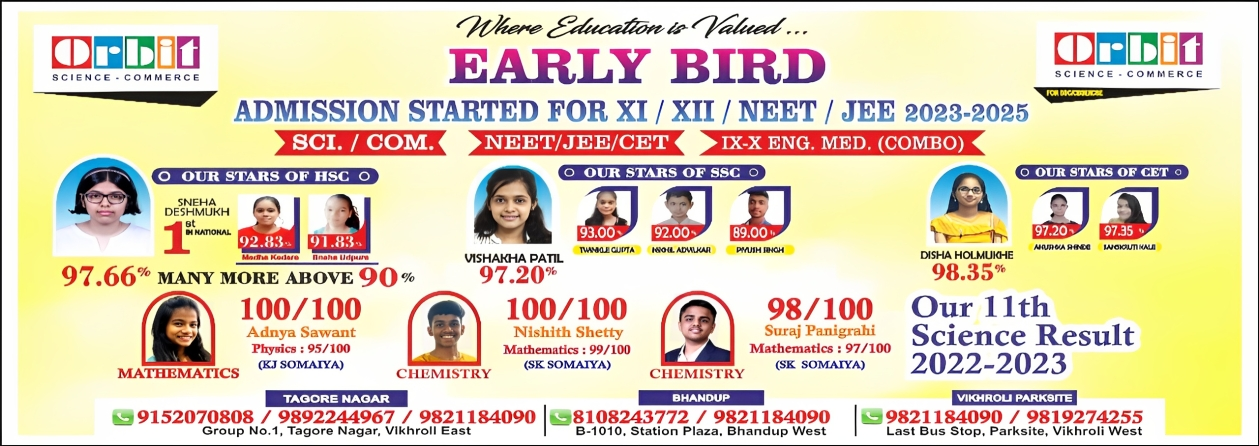 Where Education is Valued ...
Orbit
SCIENCE - COMMERCE
EARLY BIRD
Orbit
SCIENCE - COMMERCE
ADMISSION STARTED FOR XI / XII / NEET / JEE 2023-2025
SCI. / COM.
NEET/JEE/CET
IX-X ENG. MED. (COMBO)
OUR STARS OF HSC
SNEHA
DESHMUKH
1st
IN NATIONAL
92.83%
91.83%
97.66% MANY MORE ABOVE 90%
OUR STARS OF SSC
VISHAKHA PATIL
97.20%
93.00%
92.00%
89.00%
TWINKLE GUPTA
PIYUSH SINGH
OUR STARS OF CET
DISHA HOLMUKHE
98.35%
97.20%
97.35%
ANUSHKA SHINDE
100/100
Adnya Sawant
Physics : 95/100
(KJ SOMAIYA)
MATHEMATICS
100/100
Nishith Shetty
Mathematics : 99/100
(SK SOMAIYA)
CHEMISTRY
98/100
Suraj Panigrahi
Mathematics : 97/100
(SK SOMAIYA)
CHEMISTRY
Our 11th
Science Result
2022-2023
TAGORE NAGAR
9152070808 / 9892244967 / 9821184090
Group No.1, Tagore Nagar, Vikhroli East
BHANDUP
8108243772 / 9821184090
B-1010, Station Plaza, Bhandup West
VIKHROLI PARKSITE
9821184090 / 9819274255
Last Bus Stop, Parksite, Vikhroli West